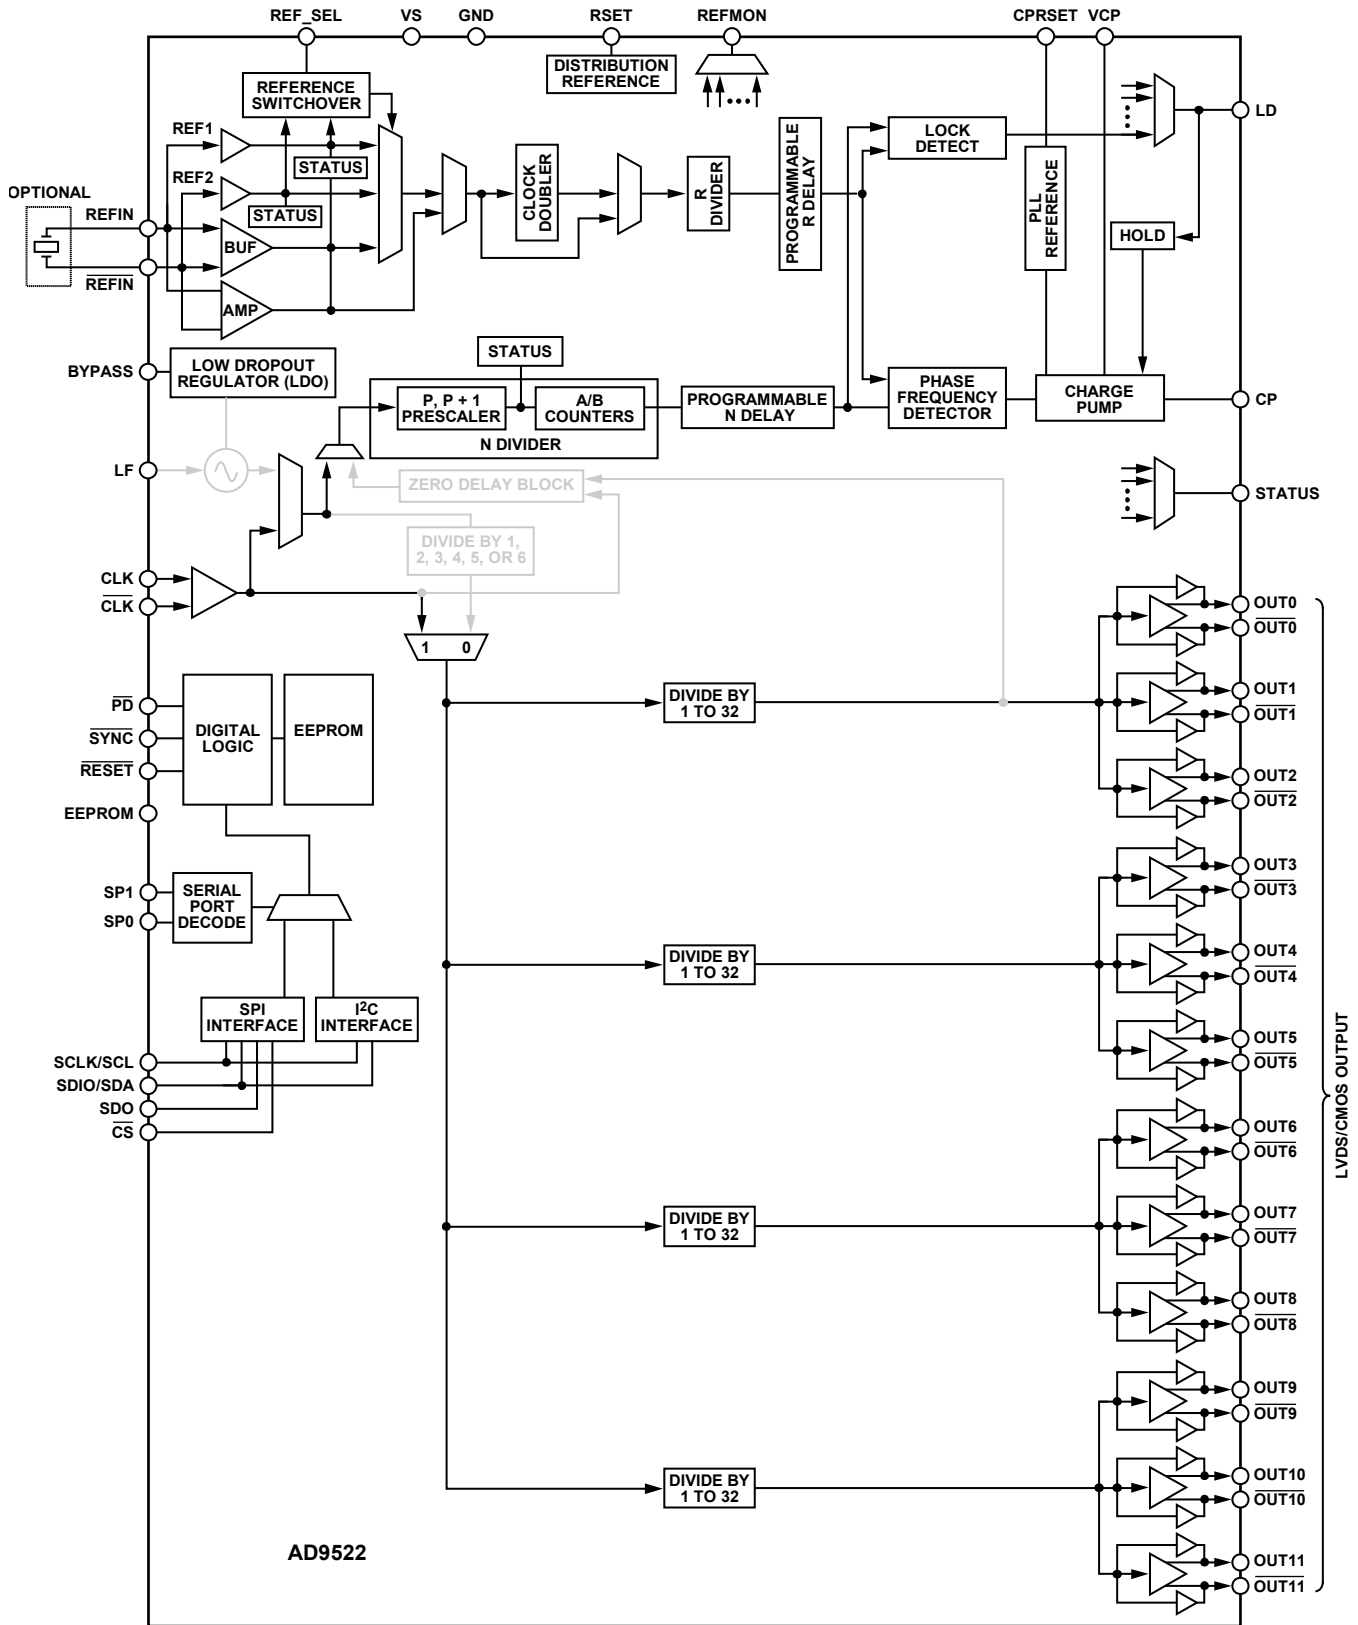 REF_SEL
VS
GND
RSET
REFMON
CPRSET
VCP
DISTRIBUTION
REFERENCE
REFERENCE
SWITCHOVER
LD
REF1
STATUS
REF2
STATUS
OPTIONAL
REFIN
REFIN
BUF
AMP
CLOCK
DOUBLER
R
DIVIDER
PROGRAMMABLE
R DELAY
LOCK
DETECT
PLL
REFERENCE
HOLD
BYPASS
LOW DROPOUT
REGULATOR (LDO)
STATUS
P, P + 1
PRESCALER
A/B
COUNTERS
N DIVIDER
PROGRAMMABLE
N DELAY
PHASE
FREQUENCY
DETECTOR
CHARGE
PUMP
CP
LF
ZERO DELAY BLOCK
STATUS
DIVIDE BY 1,
2, 3, 4, 5, OR 6
CLK
CLK
1 0
OUT0
OUT0
PD
SYNC
RESET
EEPROM
DIGITAL
LOGIC
EEPROM
DIVIDE BY
1 TO 32
OUT1
OUT1
OUT2
OUT2
SP1
SP0
SERIAL
PORT
DECODE
OUT3
OUT3
DIVIDE BY
1 TO 32
OUT4
OUT4
SPI
INTERFACE
I2C
INTERFACE
OUT5
OUT5
SCLK/SCL
SDIO/SDA
SDO
CS
LVDS/CMOS OUTPUT
OUT6
OUT6
DIVIDE BY
1 TO 32
OUT7
OUT7
OUT8
OUT8
OUT9
OUT9
DIVIDE BY
1 TO 32
OUT10
OUT10
AD9522
OUT11
OUT11